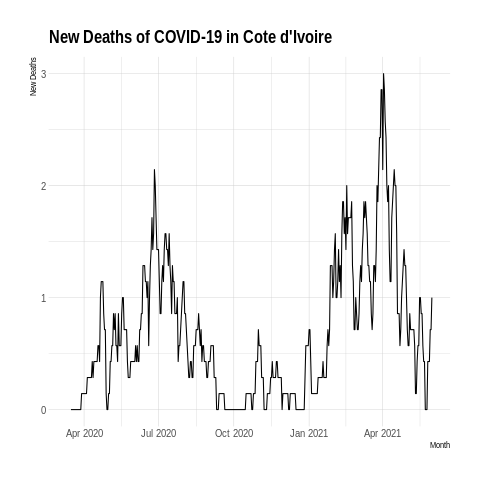 New Deaths of COVID-19 in Cote d'Ivoire
New Deaths
3
2
1
0
Apr 2020 Jul 2020 Oct 2020 Jan 2021 Apr 2021
Month